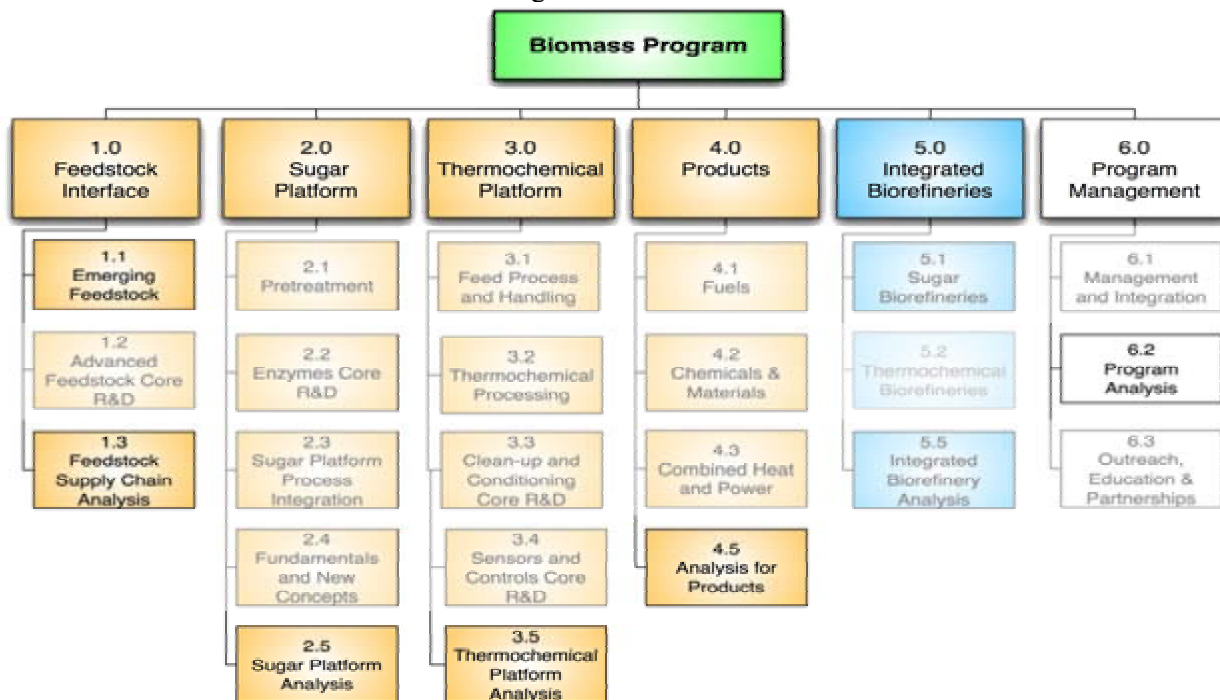 Biomass Program
1.0
Feedstock
Interface
2.0
Sugar
Platform
3.0
Thermochemical
Platform
4.0
Products
5.0
Integrated
Biorefineries
6.0
Program
Management
1.1
Emerging
Feedstock
1.2
Advanced
Feedstock Core
R&D
1.3
Feedstock
Supply Chain
Analysis
2.1
Pretreatment
2.2
Enzymes Core
R&D
2.3
Sugar Platform
Process
Integration
2.4
Fundamentals
and New
Concepts
2.5
Sugar Platform
Analysis
3.1
Feed Process
and Handling
3.2
Thermochemical
Processing
3.3
Clean-up and
Conditioning
Core R&D
3.4
Sensors and
Controls Core
R&D
3.5
Thermochemical
Platform
Analysis
4.1
Fuels
4.2
Chemicals &
Materials
4.3
Combined Heat
and Power
4.5
Analysis for
Products
5.1
Sugar
Biorefineries
5.2
Thermochemical
Biorefineries
5.5
Integrated
Biorefinery
Analysis
6.1
Management
and Integration
6.2
Program
Analysis
6.3
Outreach,
Education &
Partnerships